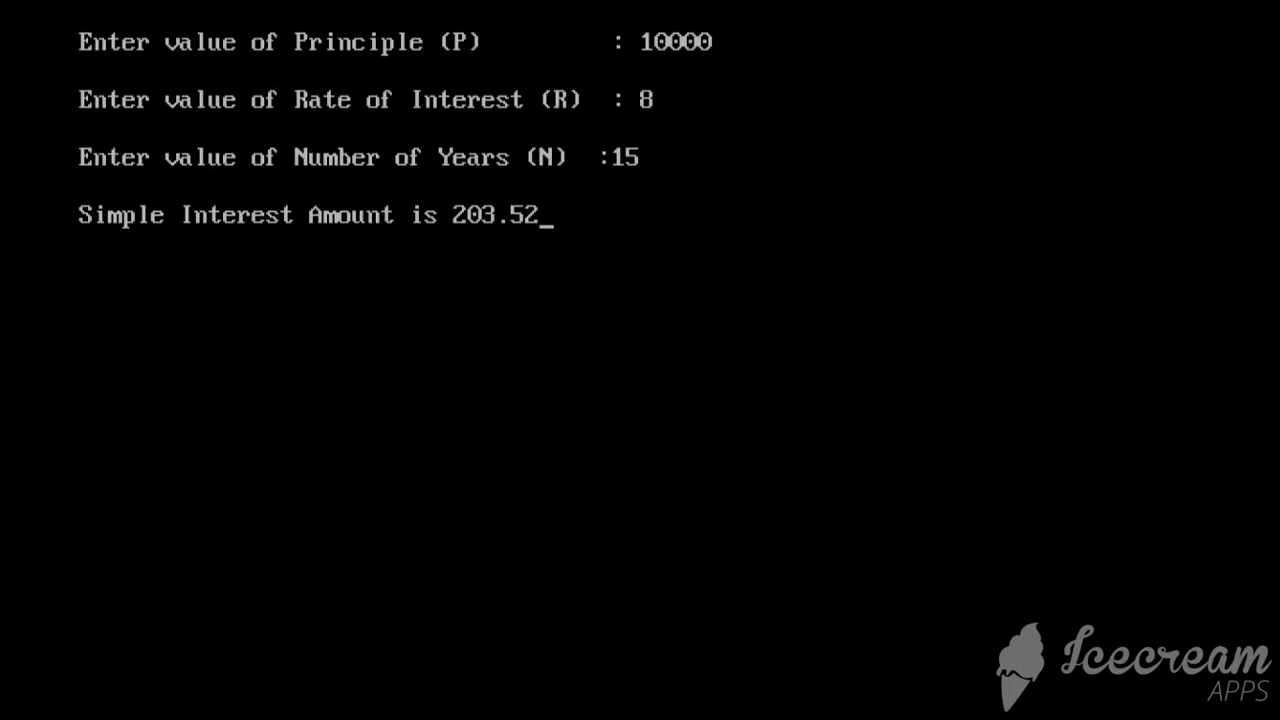 Enter value of Principle (P) : 10000
Enter value of Rate of Interest (R) : 8
Enter value of Number of Years (N) :15
Simple Interest Amount is 203.52_
Icecream
APPS